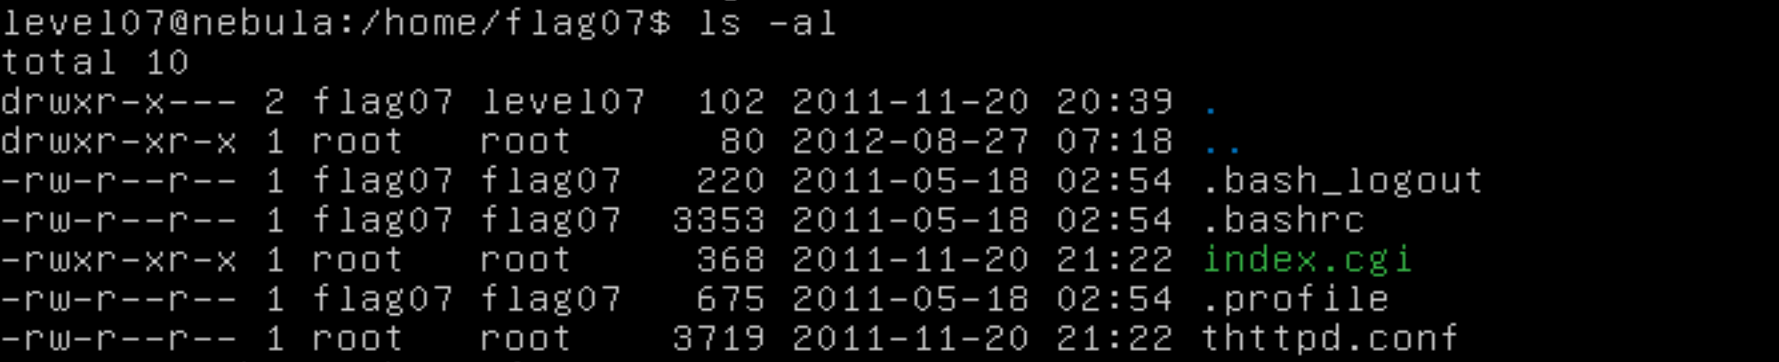 level07@nebula:/home/flag07$ ls -al
total 10
drwxr-x--- 2 flag07 level07  102 2011-11-20 20:39 .
drwxr-xr-x 1 root   root      80 2012-08-27 07:18 ..
-rw-r--r-- 1 flag07 flag07   220 2011-05-18 02:54 .bash_logout
-rw-r--r-- 1 flag07 flag07  3353 2011-05-18 02:54 .bashrc
-rwxr-xr-x 1 root   root     368 2011-11-20 21:22 index.cgi
-rw-r--r-- 1 flag07 flag07   675 2011-05-18 02:54 .profile
-rw-r--r-- 1 root   root    3719 2011-11-20 21:22 thttpd.conf